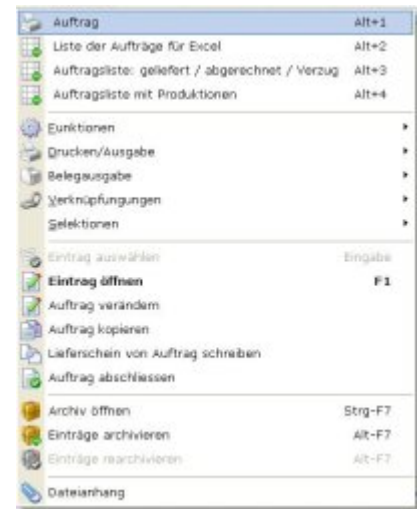 Auftrag Alt+1
Liste der Aufträge für Excel Alt+2
Auftragsliste: geliefert / abgerechnet / Verzug Alt+3
Auftragsliste mit Produktionen Alt+4
Funktionen
Drucken/Ausgabe
Belegausgabe
Verknüpfungungen
Selektionen
Eintrag auswählen Eingabe
Eintrag öffnen F1
Auftrag verändern
Auftrag kopieren
Lieferschein von Auftrag schreiben
Auftrag abschliessen
Archiv öffnen Strg-F7
Einträge archivieren Alt-F7
Einträge rearchivieren Alt-F7
Dateianhang